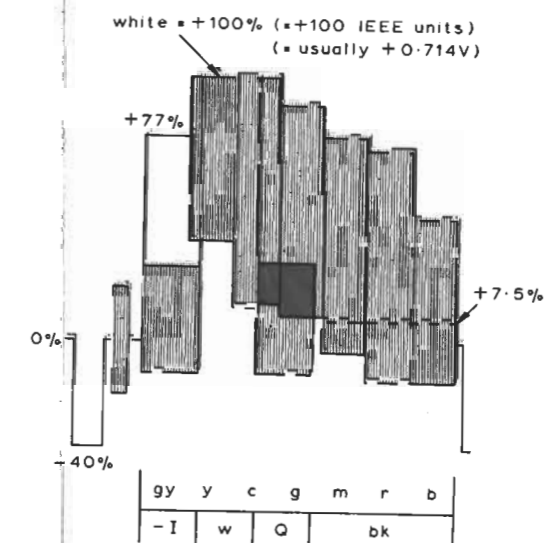 white = +100% (=+100 IEEE units)
(= usually +0·714V)
+77%
+7·5%
0%
-40%
gy y c g m r b
-I w Q bk